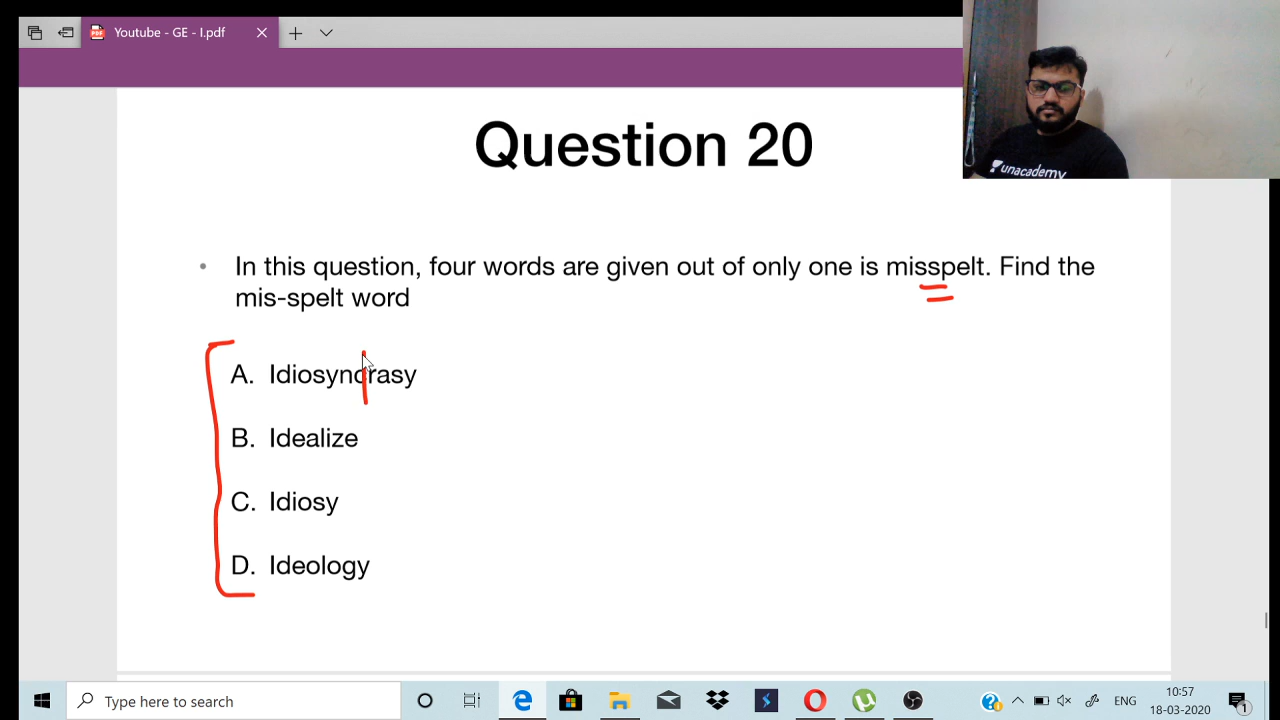 Youtube - GE - I.pdf
unacademy
Question 20
• In this question, four words are given out of only one is misspelt. Find the
mis-spelt word
A. Idiosyncrasy
B. Idealize
C. Idiosy
D. Ideology
Type here to search
ENG
10:57
18-03-2020
1